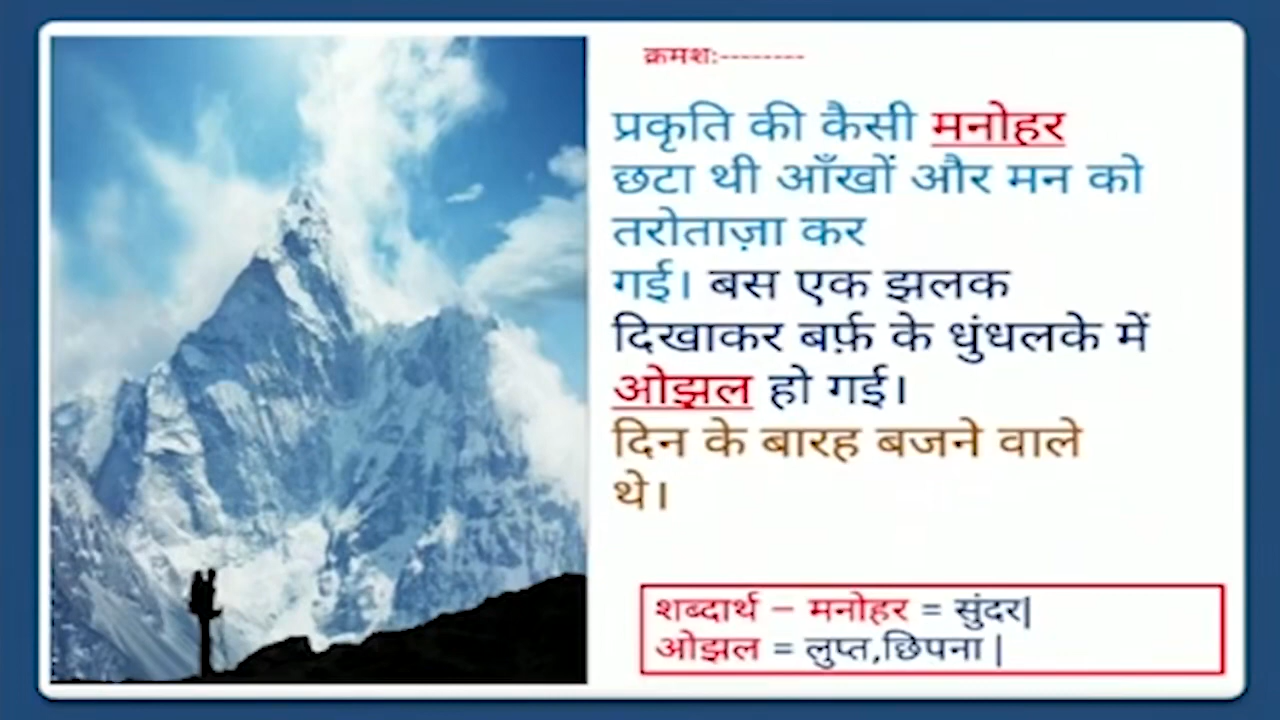 क्रमश:--------
प्रकृति की कैसी मनोहर
छटा थी आँखों और मन को
तरोताज़ा कर
गई। बस एक झलक
दिखाकर बर्फ़ के धुंधलके में
ओझल हो गई।
दिन के बारह बजने वाले
थे।
शब्दार्थ – मनोहर = सुंदर|
ओझल = लुप्त,छिपना |